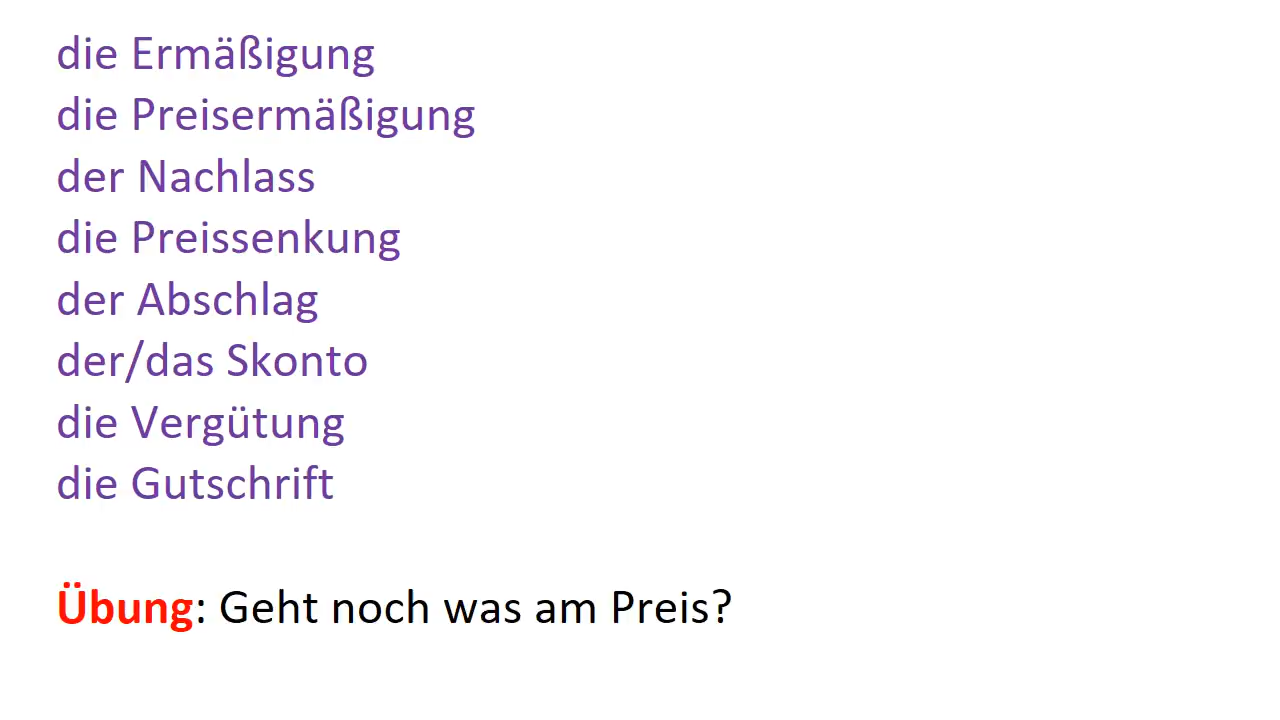 die Ermäßigung
die Preisermäßigung
der Nachlass
die Preissenkung
der Abschlag
der/das Skonto
die Vergütung
die Gutschrift
Übung: Geht noch was am Preis?